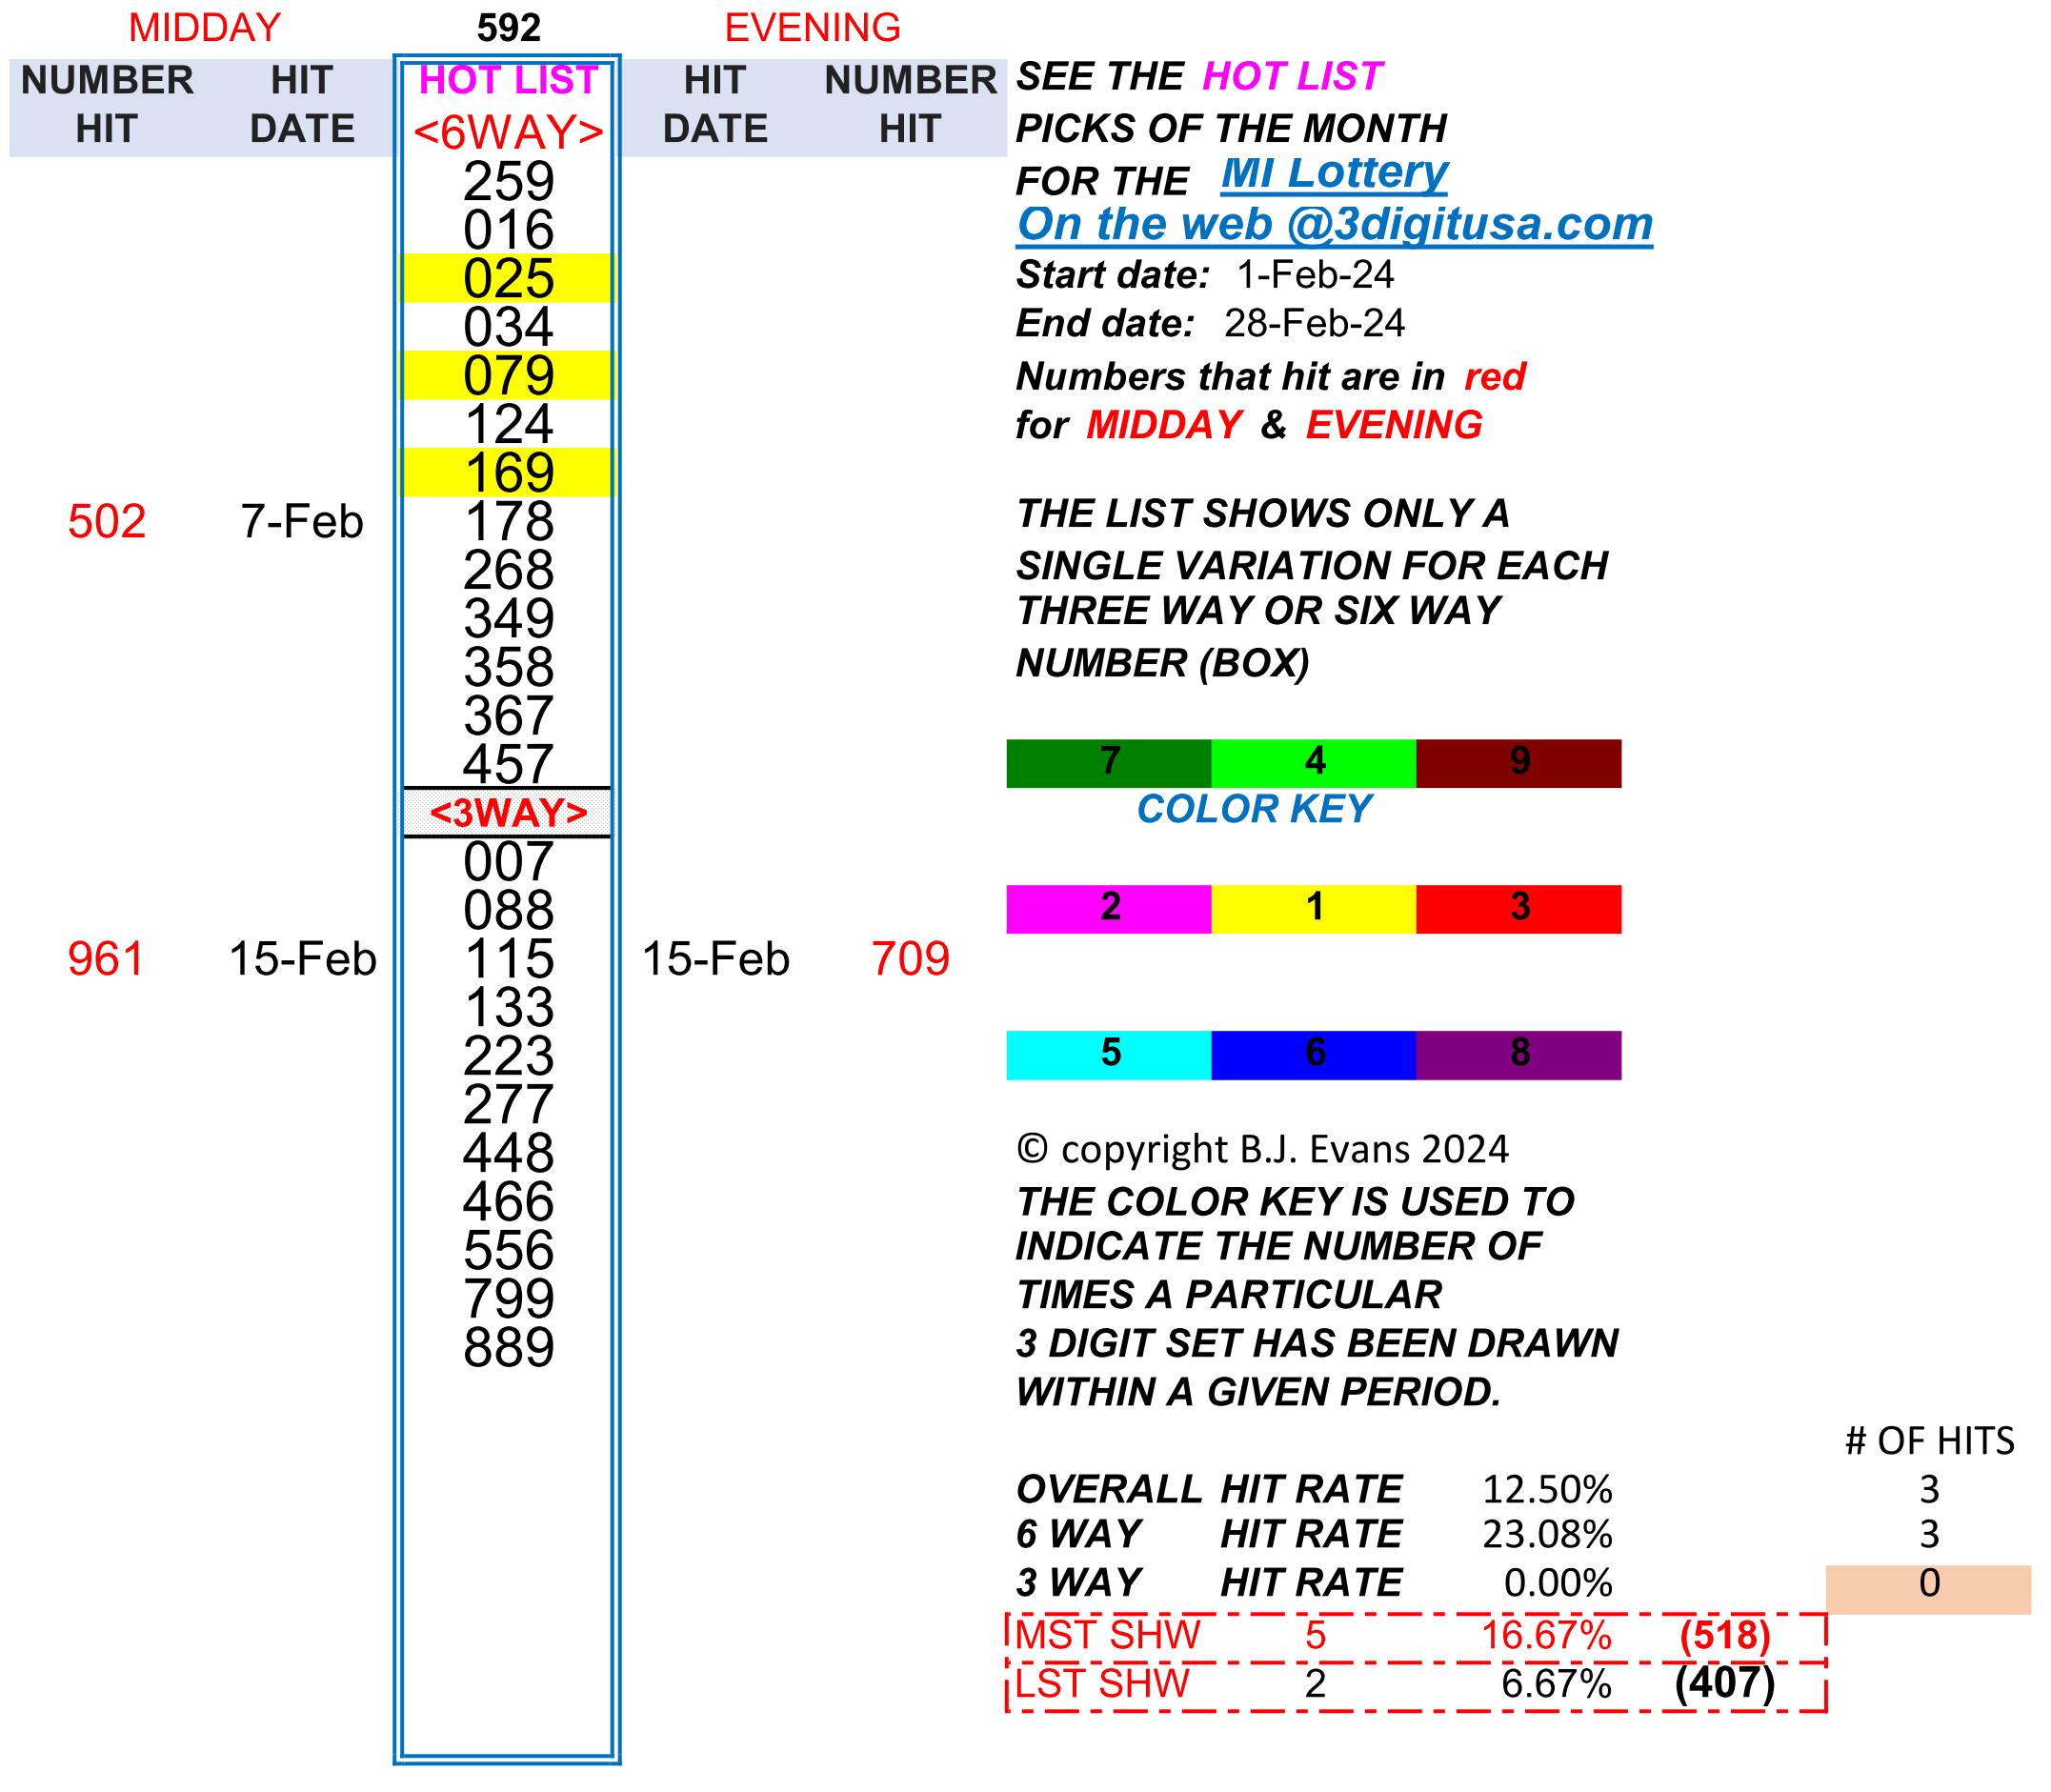 MIDDAY 592 EVENING
NUMBER HIT HOT LIST HIT NUMBER
HIT DATE <6WAY> DATE HIT
259
016
025
034
079
124
169
502 7-Feb 178
268
349
358
367
457
<3WAY>
007
088
961 15-Feb 115 15-Feb 709
133
223
277
448
466
556
799
889
SEE THE HOT LIST
PICKS OF THE MONTH
FOR THE MI Lottery
On the web @3digitusa.com
Start date: 1-Feb-24
End date: 28-Feb-24
Numbers that hit are in red
for MIDDAY & EVENING
THE LIST SHOWS ONLY A
SINGLE VARIATION FOR EACH
THREE WAY OR SIX WAY
NUMBER (BOX)
7 4 9
COLOR KEY
2 1 3
5 6 8
© copyright B.J. Evans 2024
THE COLOR KEY IS USED TO
INDICATE THE NUMBER OF
TIMES A PARTICULAR
3 DIGIT SET HAS BEEN DRAWN
WITHIN A GIVEN PERIOD.
# OF HITS
OVERALL HIT RATE 12.50% 3
6 WAY HIT RATE 23.08% 3
3 WAY HIT RATE 0.00% 0
MST SHW 5 16.67% (518)
LST SHW 2 6.67% (407)